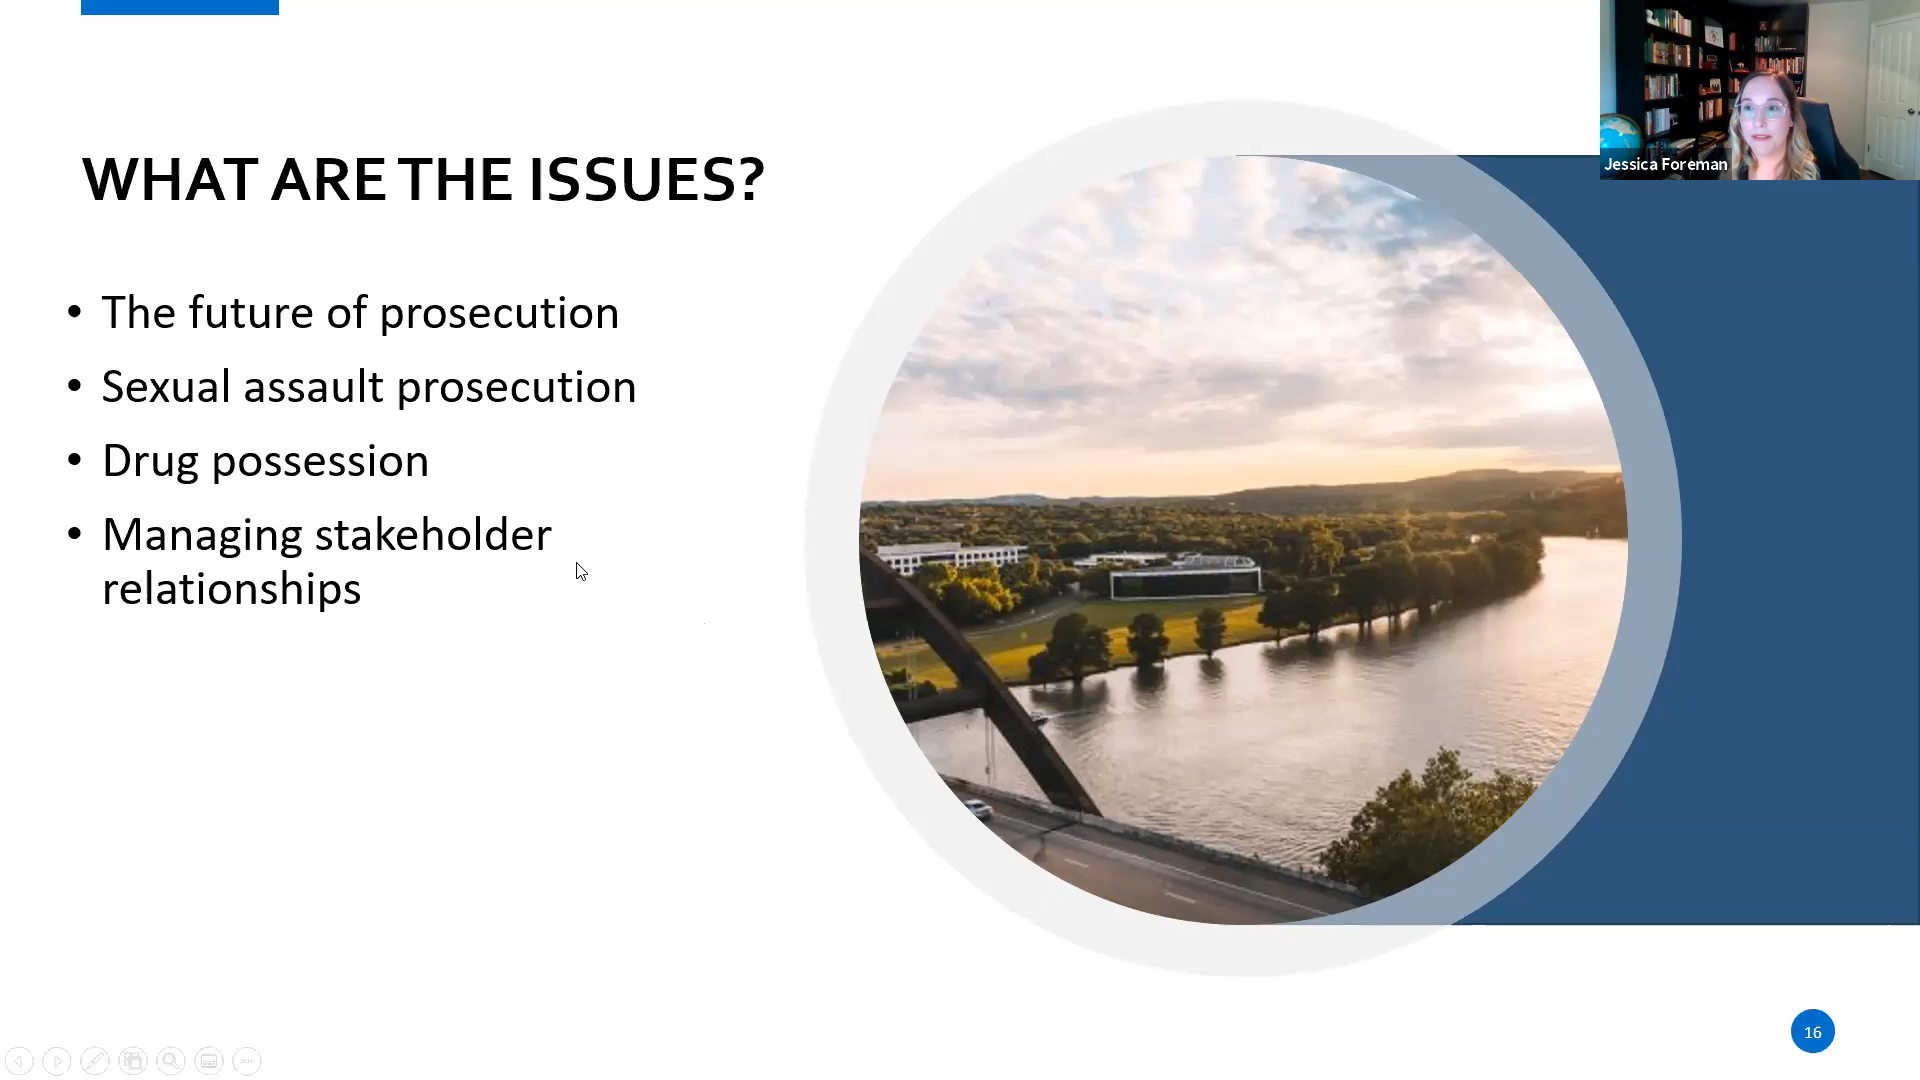 Jessica Foreman
WHAT ARE THE ISSUES?
• The future of prosecution
• Sexual assault prosecution
• Drug possession
• Managing stakeholder
relationships
16